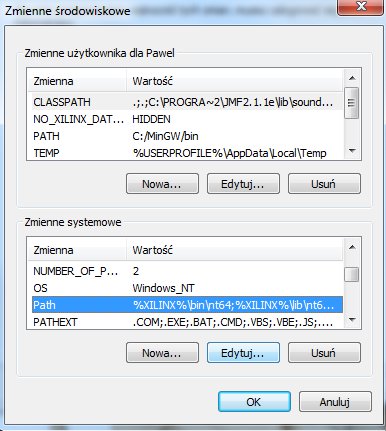 Zmienne środowiskowe
Zmienne użytkownika dla Pawel
Zmienna Wartość
CLASSPATH .;.;C:\PROGRA~2\JMF2.1.1e\lib\sound...
NO_XILINX_DAT... HIDDEN
PATH C:/MinGW/bin
TEMP %USERPROFILE%\AppData\Local\Temp
Nowa... Edytuj... Usuń
Zmienne systemowe
Zmienna Wartość
NUMBER_OF_P... 2
OS Windows_NT
Path %XILINX%\bin\nt64;%XILINX%\lib\nt6...
PATHEXT .COM;.EXE;.BAT;.CMD;.VBS;.VBE;.JS;....
Nowa... Edytuj... Usuń
OK Anuluj